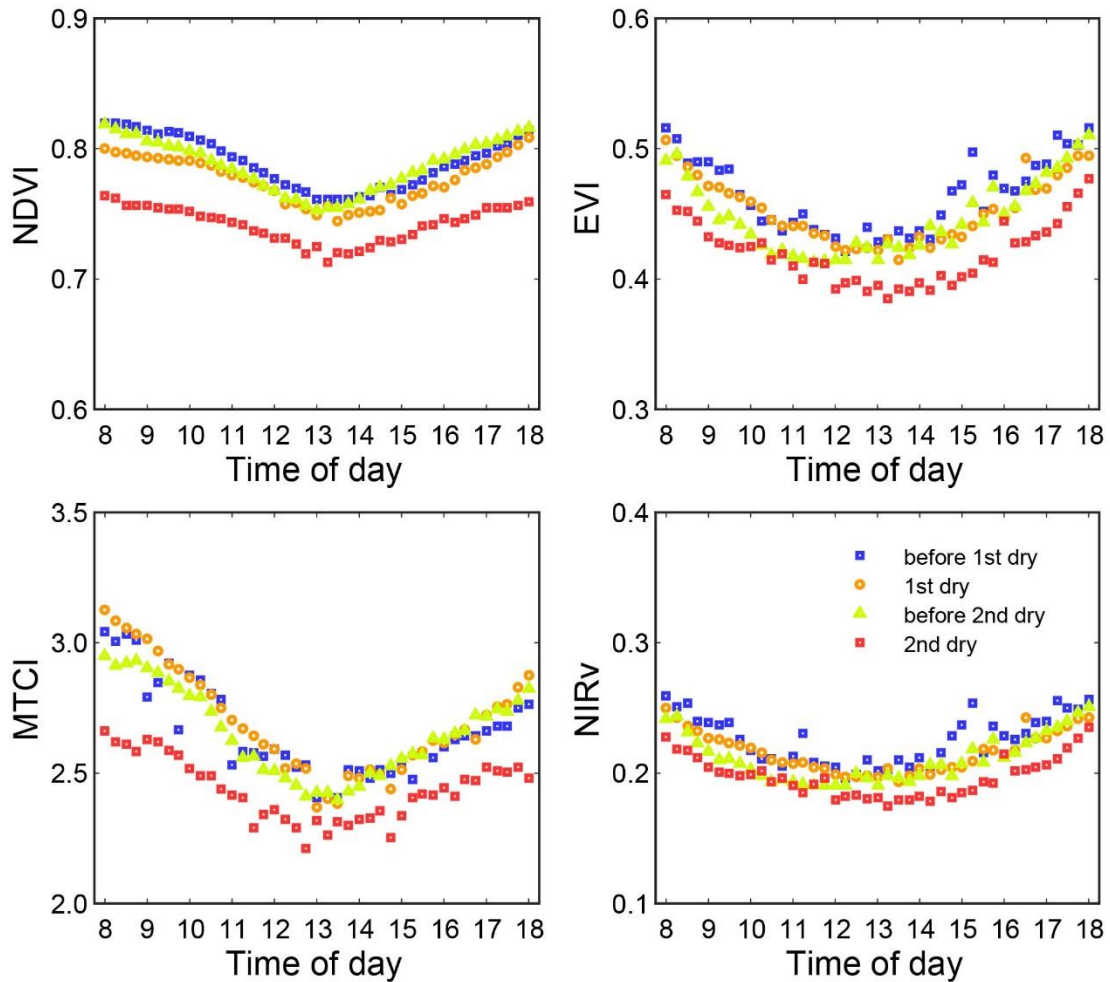 NDVI
0.9
0.8
0.7
0.6
8 9 10 11 12 13 14 15 16 17 18
Time of day
EVI
0.6
0.5
0.4
0.3
8 9 10 11 12 13 14 15 16 17 18
Time of day
MTCI
3.5
3.0
2.5
2.0
8 9 10 11 12 13 14 15 16 17 18
Time of day
NIRv
0.4
0.3
0.2
0.1
before 1st dry
1st dry
before 2nd dry
2nd dry
8 9 10 11 12 13 14 15 16 17 18
Time of day